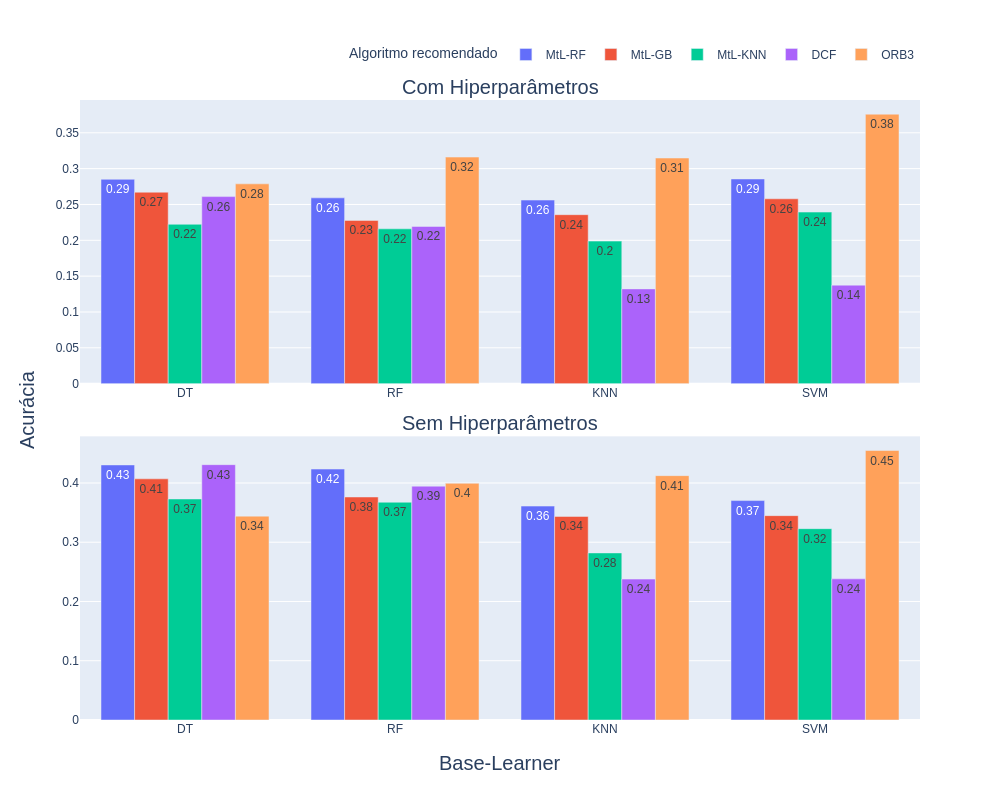 Algoritmo recomendado MtL-RF MtL-GB MtL-KNN DCF ORB3
Com Hiperparâmetros
0.35
0.3
0.25
0.2
0.15
0.1
0.05
0
0.29 0.27 0.22 0.26 0.28
0.26 0.23 0.22 0.22 0.32
0.26 0.24 0.2 0.13 0.31
0.29 0.26 0.24 0.14 0.38
DT RF KNN SVM
Acurácia
Sem Hiperparâmetros
0.4
0.3
0.2
0.1
0
0.43 0.41 0.37 0.43 0.34
0.42 0.38 0.37 0.39 0.4
0.36 0.34 0.28 0.24 0.41
0.37 0.34 0.32 0.24 0.45
DT RF KNN SVM
Base-Learner